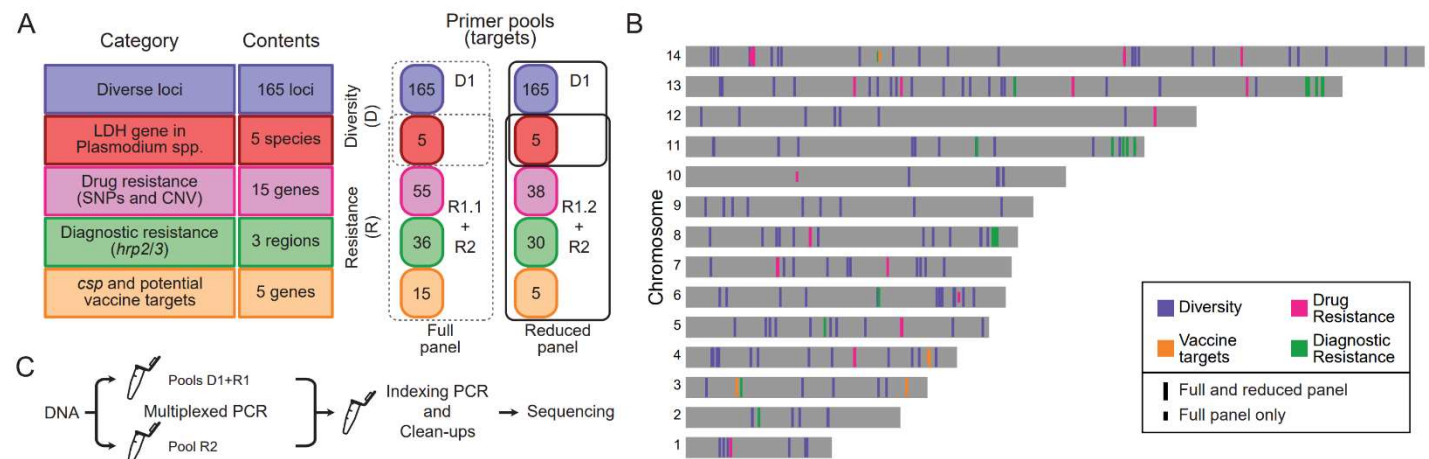 A
Category
Contents
Primer pools
(targets)
Diverse loci
165 loci
LDH gene in
Plasmodium spp.
5 species
Drug resistance
(SNPs and CNV)
15 genes
Diagnostic resistance
(hrp2/3)
3 regions
csp and potential
vaccine targets
5 genes
Diversity
(D)
Resistance
(R)
165
D1
5
55
36
15
R1.1
+
R2
Full
panel
165
D1
5
38
30
5
R1.2
+
R2
Reduced
panel
B
Chromosome
14
13
12
11
10
9
8
7
6
5
4
3
2
1
Diversity
Drug
Resistance
Vaccine
targets
Diagnostic
Resistance
Full and reduced panel
Full panel only
C
DNA
Pools D1+R1
Multiplexed PCR
Pool R2
Indexing PCR
and
Clean-ups
Sequencing